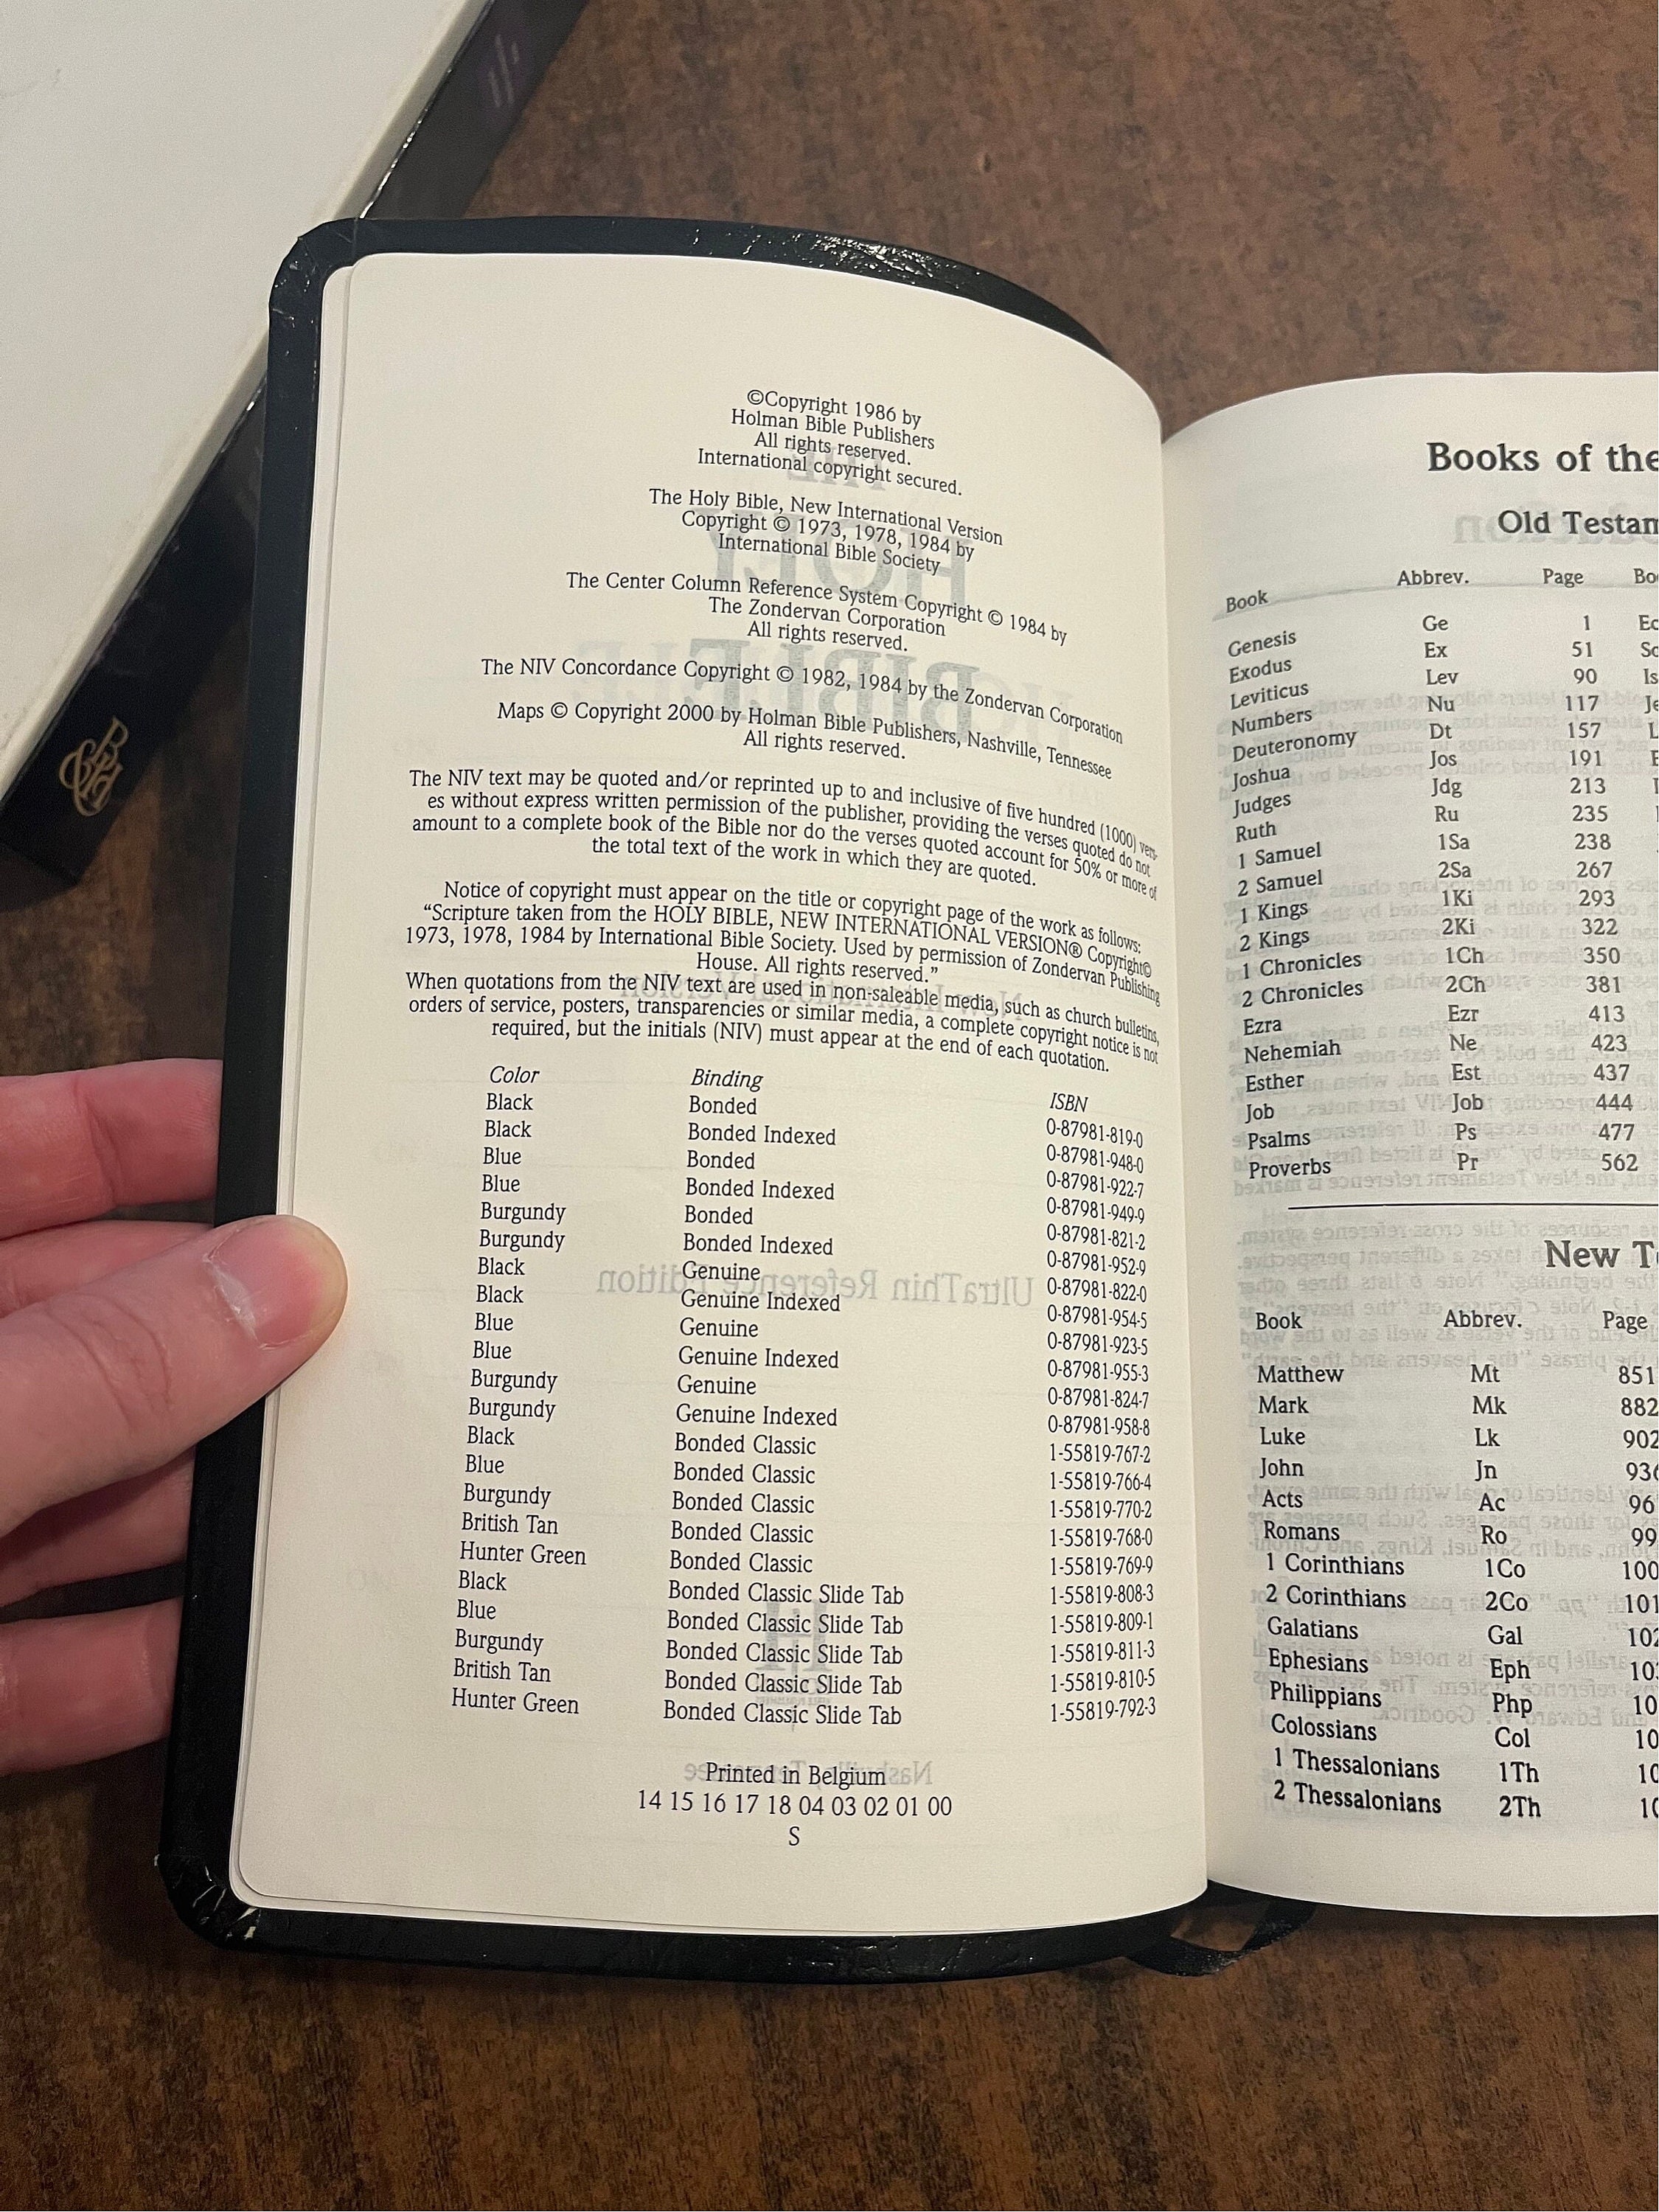 ©Copyright 1986 by
Holman Bible Publishers
All rights reserved.
International copyright secured.
The Holy Bible, New International Version
Copyright © 1973, 1978, 1984 by
International Bible Society
The Center Column Reference System Copyright © 1984 by
The Zondervan Corporation
All rights reserved.
The NIV Concordance Copyright © 1982, 1984 by the Zondervan Corporation
Maps © Copyright 2000 by Holman Bible Publishers, Nashville, Tennessee
All rights reserved.
The NIV text may be quoted and/or reprinted up to and inclusive of five hundred (1000) vers-
es without express written permission of the publisher, providing the verses quoted do not
amount to a complete book of the Bible nor do the verses quoted account for 50% or more of
the total text of the work in which they are quoted.
Notice of copyright must appear on the title or copyright page of the work as follows:
“Scripture taken from the HOLY BIBLE, NEW INTERNATIONAL VERSION® Copyright©
1973, 1978, 1984 by International Bible Society. Used by permission of Zondervan Publishing
House. All rights reserved.”
When quotations from the NIV text are used in non-saleable media, such as church bulletins,
orders of service, posters, transparencies or similar media, a complete copyright notice is not
required, but the initials (NIV) must appear at the end of each quotation.
Color Binding ISBN
Black Bonded 0-87981-819-0
Black Bonded Indexed 0-87981-948-0
Blue Bonded 0-87981-922-7
Blue Bonded Indexed 0-87981-949-9
Burgundy Bonded 0-87981-821-2
Burgundy Bonded Indexed 0-87981-952-9
Black Genuine 0-87981-822-0
Black Genuine Indexed 0-87981-954-5
Blue Genuine 0-87981-923-5
Blue Genuine Indexed 0-87981-955-3
Burgundy Genuine 0-87981-824-7
Burgundy Genuine Indexed 0-87981-958-8
Black Bonded Classic 1-55819-767-2
Blue Bonded Classic 1-55819-766-4
Burgundy Bonded Classic 1-55819-770-2
British Tan Bonded Classic 1-55819-768-0
Hunter Green Bonded Classic 1-55819-769-9
Black Bonded Classic Slide Tab 1-55819-808-3
Blue Bonded Classic Slide Tab 1-55819-809-1
Burgundy Bonded Classic Slide Tab 1-55819-811-3
British Tan Bonded Classic Slide Tab 1-55819-810-5
Hunter Green Bonded Classic Slide Tab 1-55819-792-3
Printed in Belgium
14 15 16 17 18 04 03 02 01 00
S
Books of the
Old Testam
Book Abbrev. Page Bo
Genesis Ge 1 Ec
Exodus Ex 51
Leviticus Lev 90 Is
Numbers Nu 117 Je
Deuteronomy Dt 157 L
Joshua Jos 191
Judges Jdg 213
Ruth Ru 235
1 Samuel 1Sa 238
2 Samuel 2Sa 267
1 Kings 1Ki 293
2 Kings 2Ki 322
1 Chronicles 1Ch 350
2 Chronicles 2Ch 381
Ezra Ezr 413
Nehemiah Ne 423
Esther Est 437
Job Job 444
Psalms Ps 477
Proverbs Pr 562
New T
Book Abbrev. Page
Matthew Mt 851
Mark Mk 882
Luke Lk 902
John Jn 936
Acts Ac 96
Romans Ro 99
1 Corinthians 1Co 100
2 Corinthians 2Co 101
Galatians Gal 102
Ephesians Eph 103
Philippians Php 10
Colossians Col 10
1 Thessalonians 1Th 10
2 Thessalonians 2Th 10